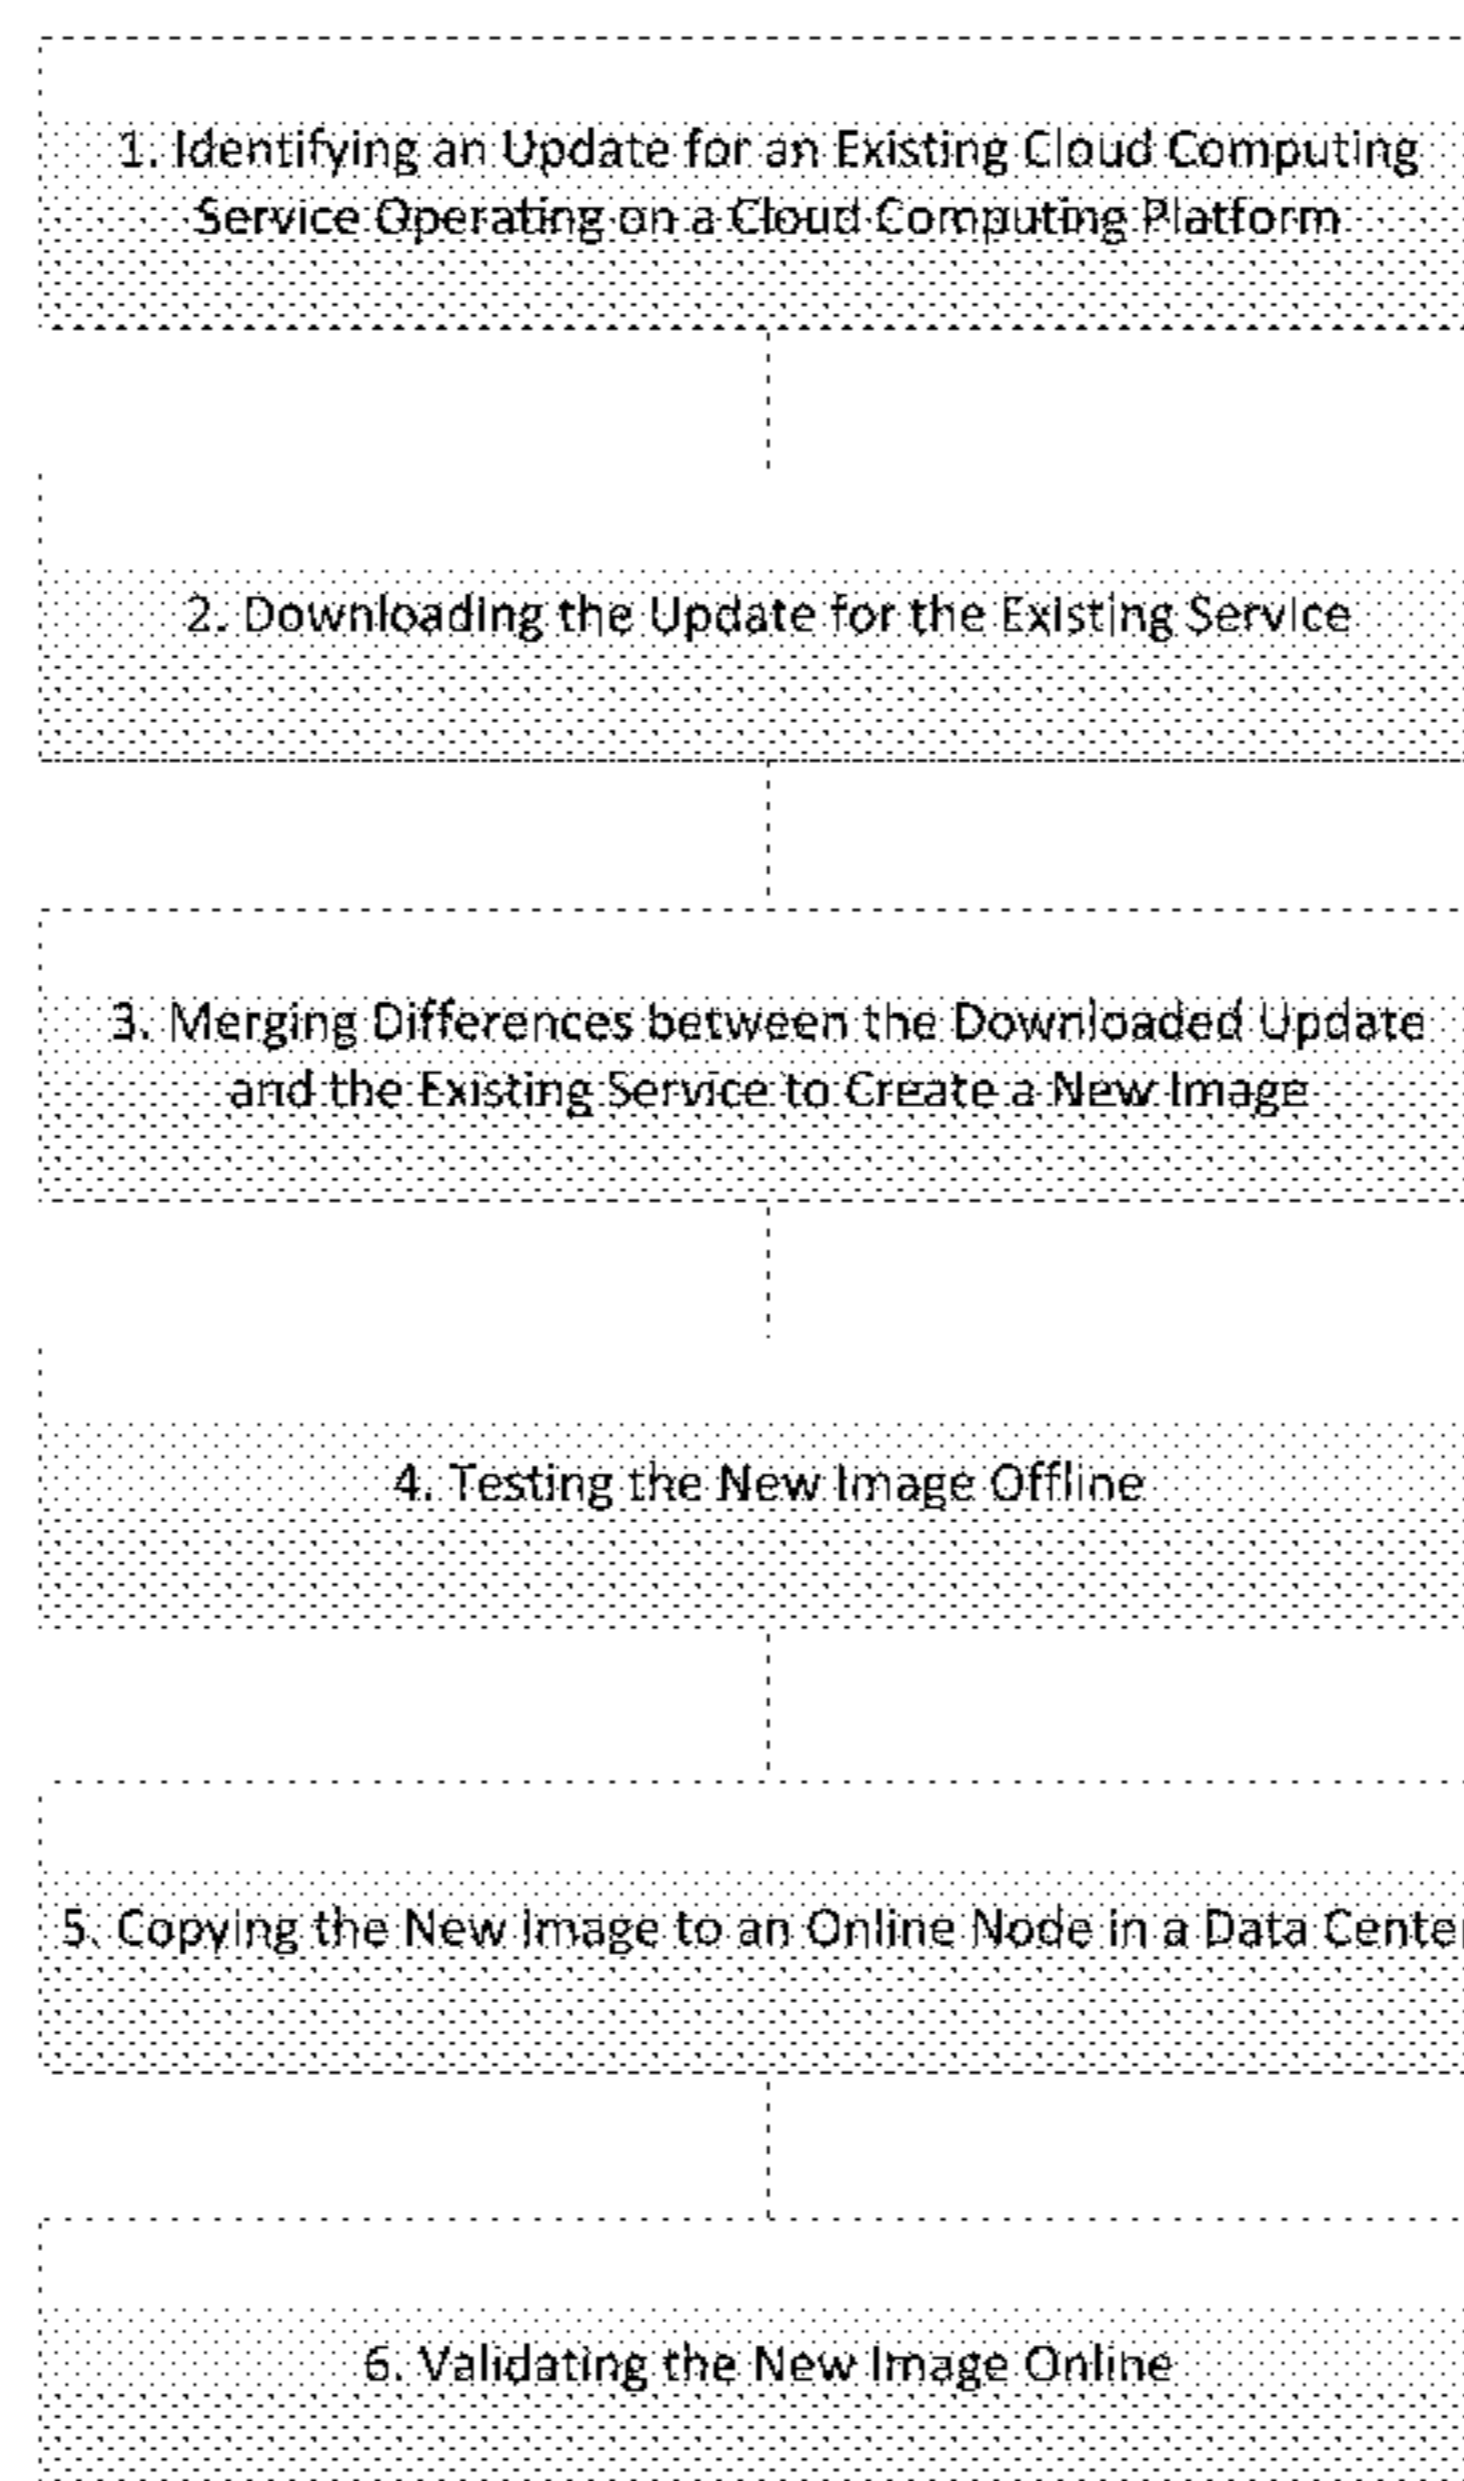 1. Identifying an Update for an Existing Cloud Computing
Service Operating on a Cloud Computing Platform
2. Downloading the Update for the Existing Service
3. Merging Differences between the Downloaded Update
and the Existing Service to Create a New Image
4. Testing the New Image Offline
5. Copying the New Image to an Online Node in a Data Center
6. Validating the New Image Online